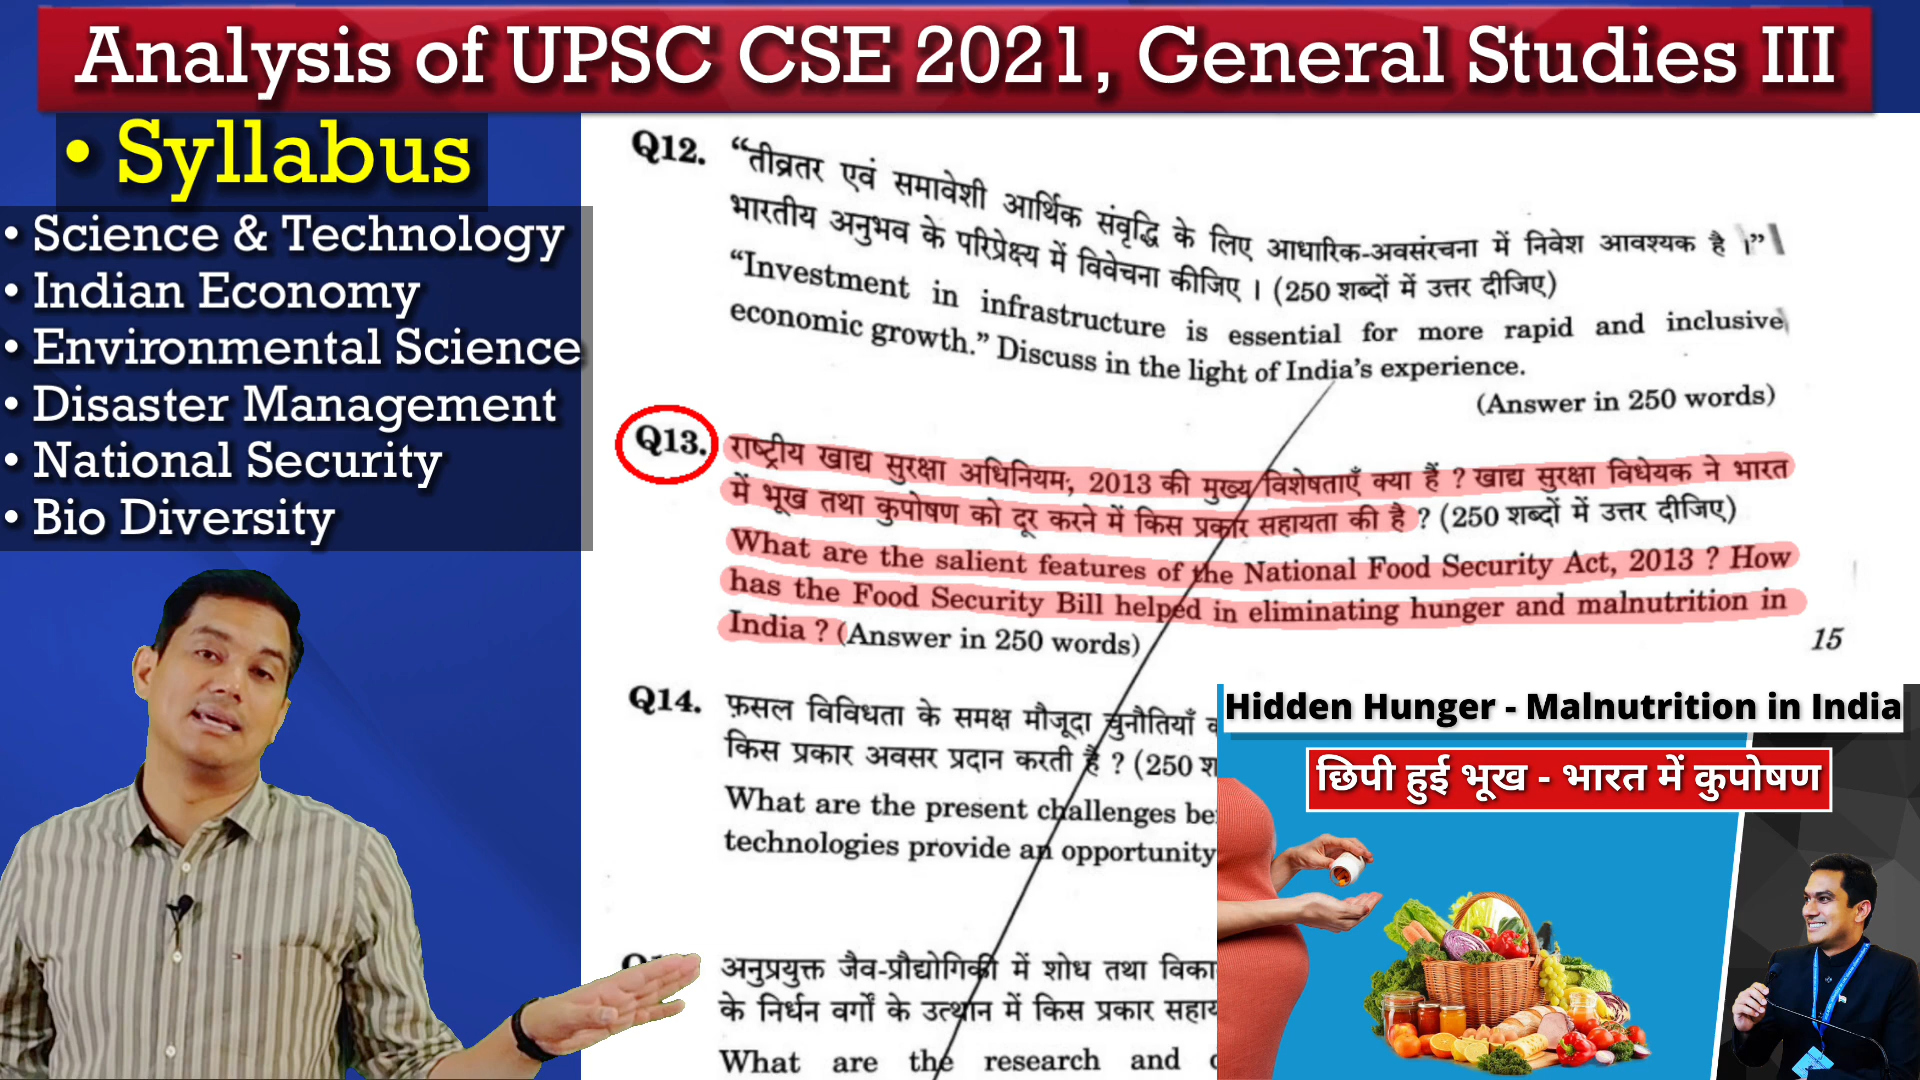 Analysis of UPSC CSE 2021, General Studies III
• Syllabus
• Science & Technology
• Indian Economy
• Environmental Science
• Disaster Management
• National Security
• Bio Diversity
Q12. “तीव्रतर एवं समावेशी आर्थिक संवृद्धि के लिए आधारिक-अवसंरचना में निवेश आवश्यक है ।”
भारतीय अनुभव के परिप्रेक्ष्य में विवेचना कीजिए । (250 शब्दों में उत्तर दीजिए)
“Investment in infrastructure is essential for more rapid and inclusive
economic growth.” Discuss in the light of India’s experience.
(Answer in 250 words)
Q13. राष्ट्रीय खाद्य सुरक्षा अधिनियम, 2013 की मुख्य विशेषताएँ क्या हैं ? खाद्य सुरक्षा विधेयक ने भारत
में भूख तथा कुपोषण को दूर करने में किस प्रकार सहायता की है ? (250 शब्दों में उत्तर दीजिए)
What are the salient features of the National Food Security Act, 2013 ? How
has the Food Security Bill helped in eliminating hunger and malnutrition in
India ? (Answer in 250 words)
15
Q14. फ़सल विविधता के समक्ष मौजूदा चुनौतियाँ
किस प्रकार अवसर प्रदान करती है ? (250
What are the present challenges
technologies provide an opportunity
अनुप्रयुक्त जैव-प्रौद्योगिकी में शोध तथा
के निर्धन वर्गों के उत्थान में किस प्रकार
What are the research and
Hidden Hunger - Malnutrition in India
छिपी हुई भूख - भारत में कुपोषण